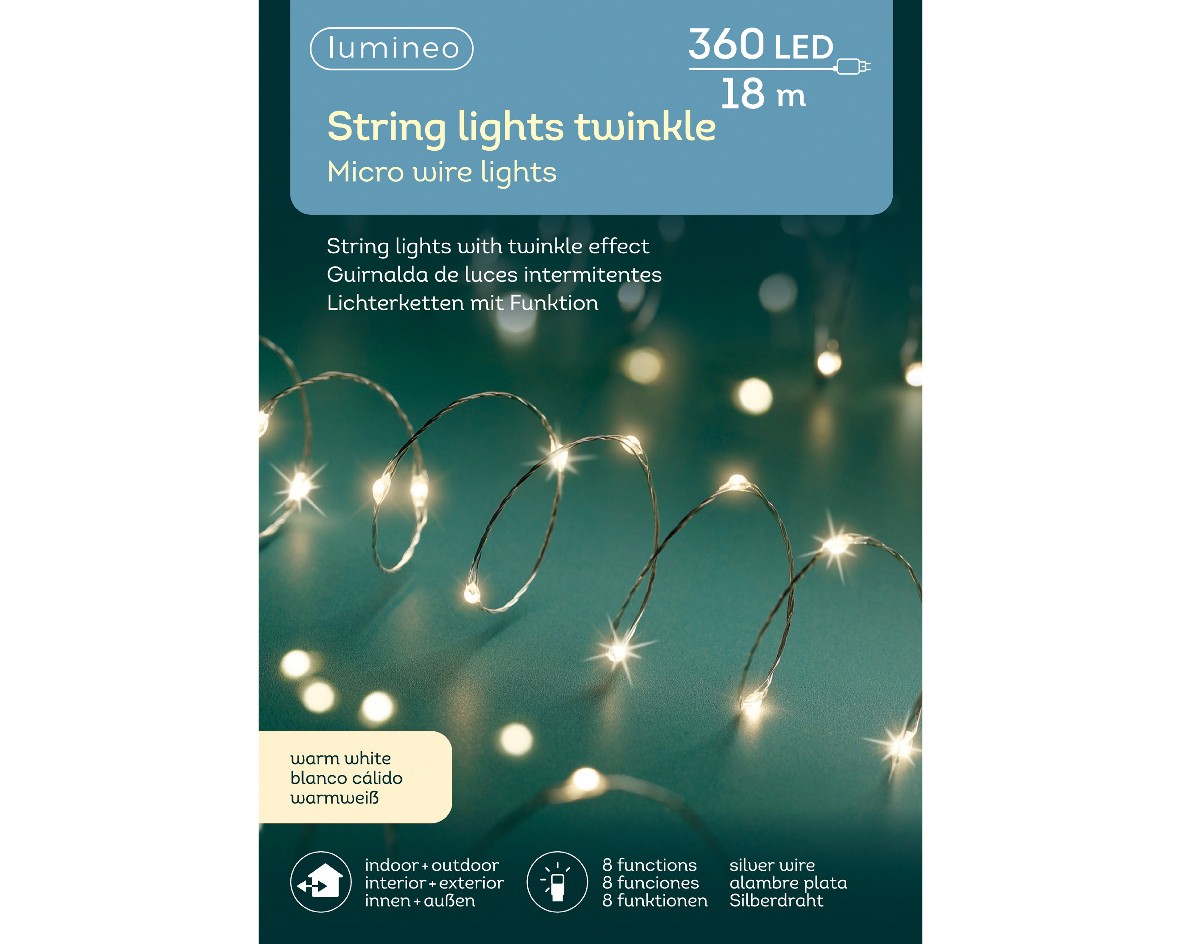 lumineo
360 LED
18 m
String lights twinkle
Micro wire lights
String lights with twinkle effect
Guirnalda de luces intermitentes
Lichterketten mit Funktion
warm white
blanco cálido
warmweiß
indoor + outdoor
interior + exterior
innen + außen
8 functions
8 funciones
8 funktionen
silver wire
alambre plata
Silberdraht